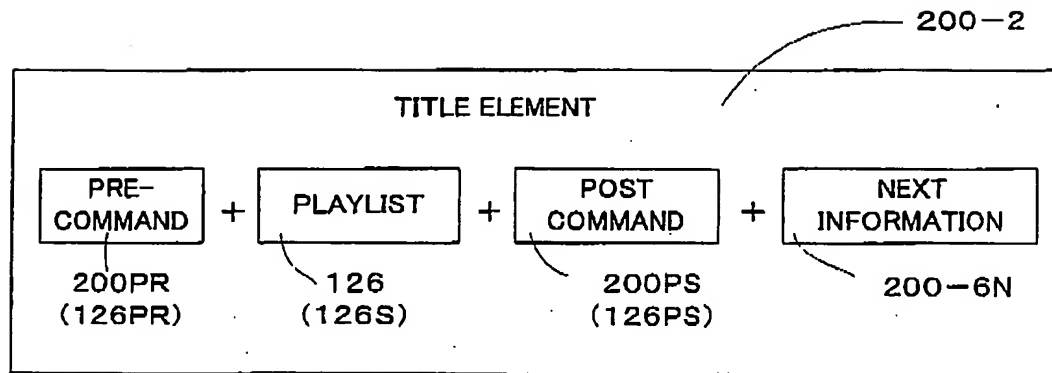 200-2
TITLE ELEMENT
PRE-
COMMAND
+
PLAYLIST
+
POST
COMMAND
+
NEXT
INFORMATION
200PR
(126PR)
126
(126S)
200PS
(126PS)
200-6N